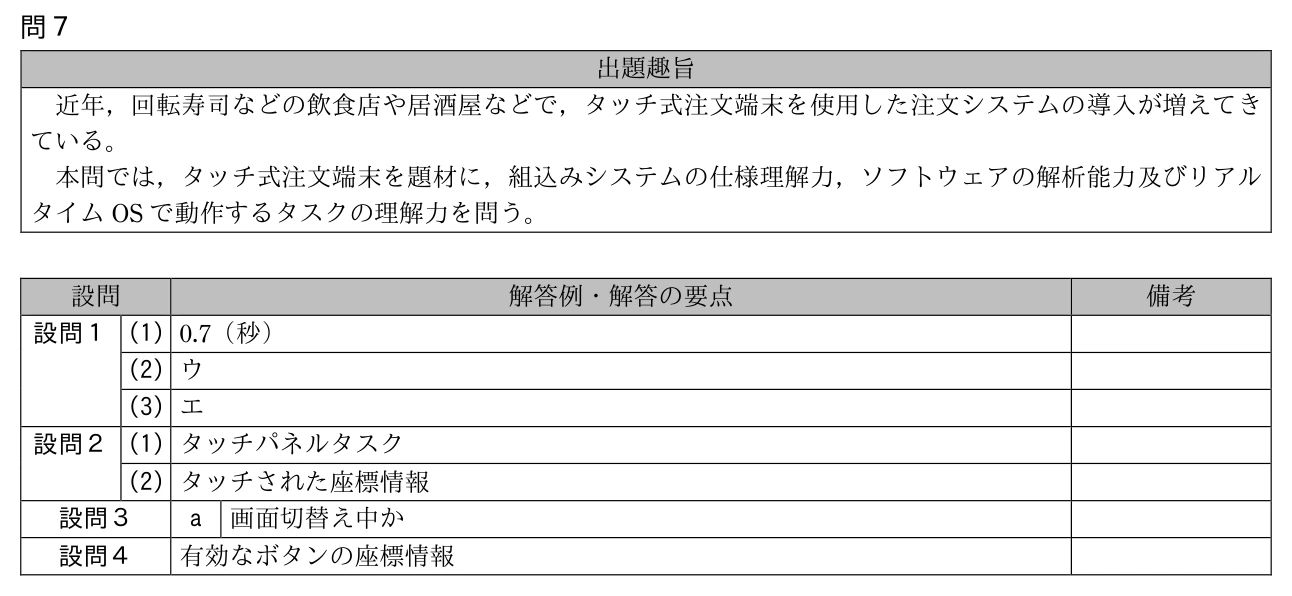 問７
出題趣旨
近年，回転寿司などの飲食店や居酒屋などで，タッチ式注文端末を使用した注文システムの導入が増えてき
ている。
本問では，タッチ式注文端末を題材に，組込みシステムの仕様理解力，ソフトウェアの解析能力及びリアル
タイム OS で動作するタスクの理解力を問う。
設問 解答例・解答の要点 備考
設問１ (1) 0.7（秒）
(2) ウ
(3) エ
設問２ (1) タッチパネルタスク
(2) タッチされた座標情報
設問３ a 画面切替え中か
設問４ 有効なボタンの座標情報